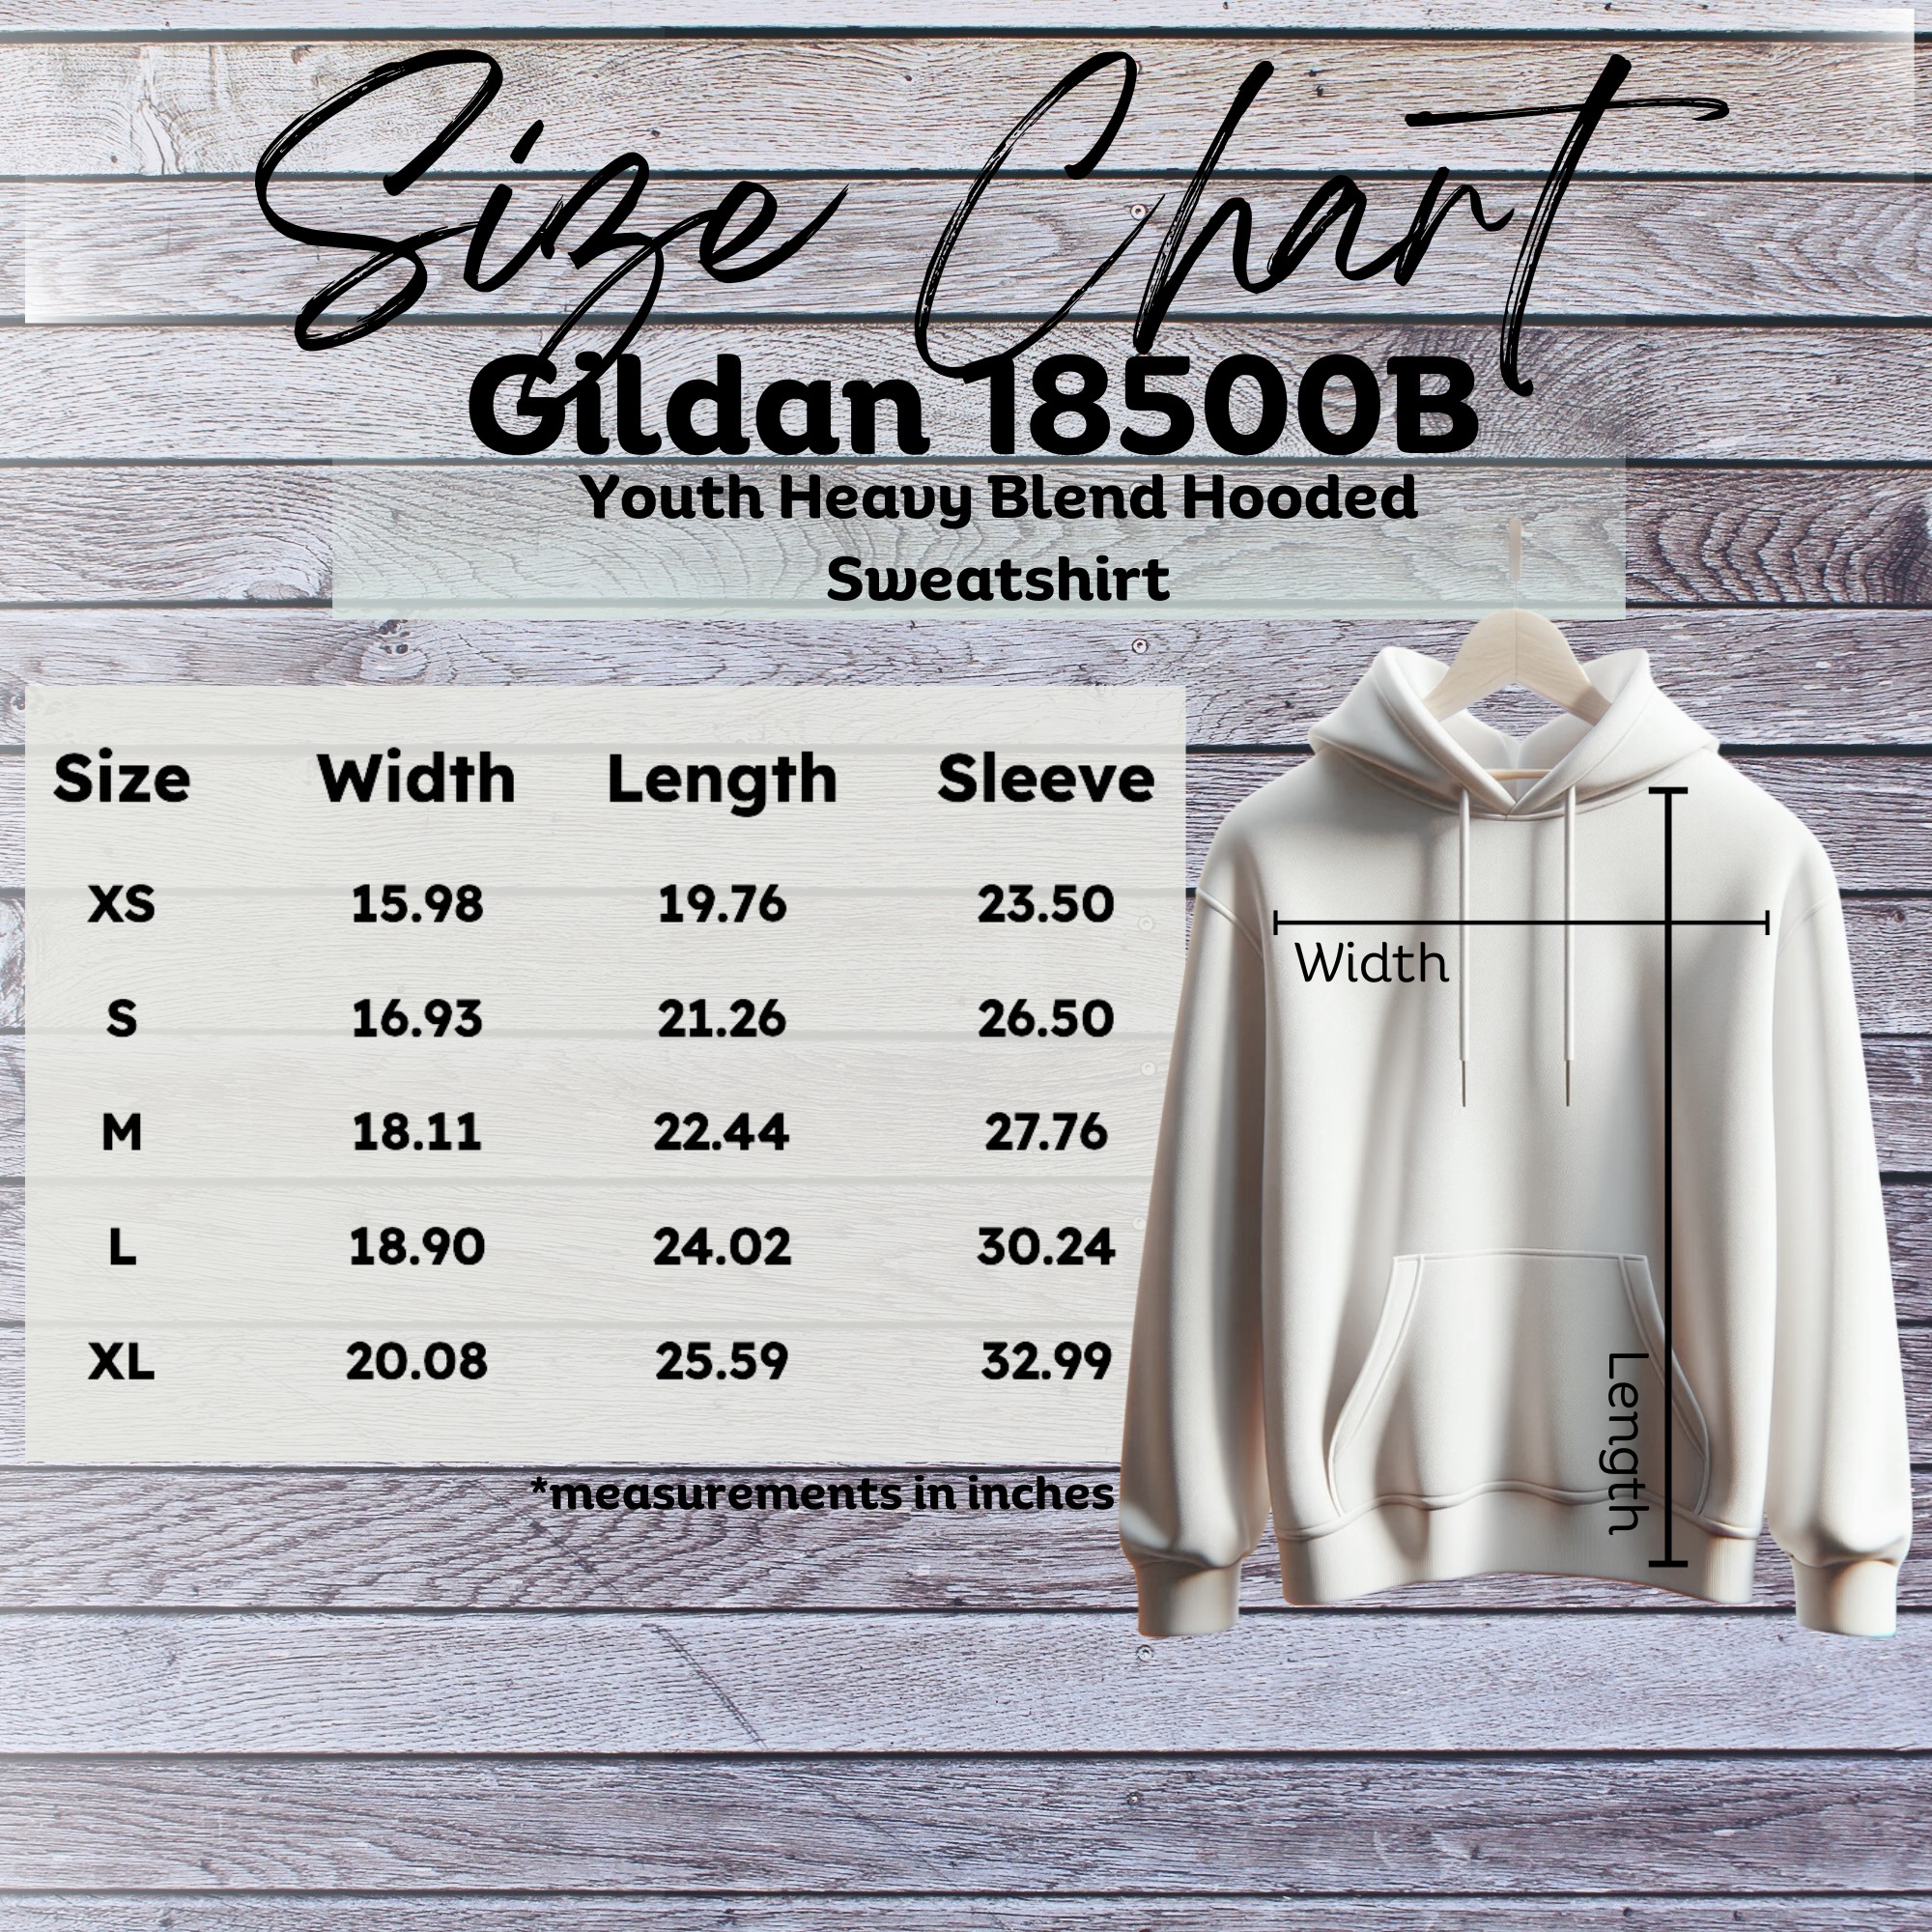 Size Chart
Gildan 18500B
Youth Heavy Blend Hooded
Sweatshirt
Size Width Length Sleeve
XS 15.98 19.76 23.50
S 16.93 21.26 26.50
M 18.11 22.44 27.76
L 18.90 24.02 30.24
XL 20.08 25.59 32.99
*measurements in inches
Width
Length